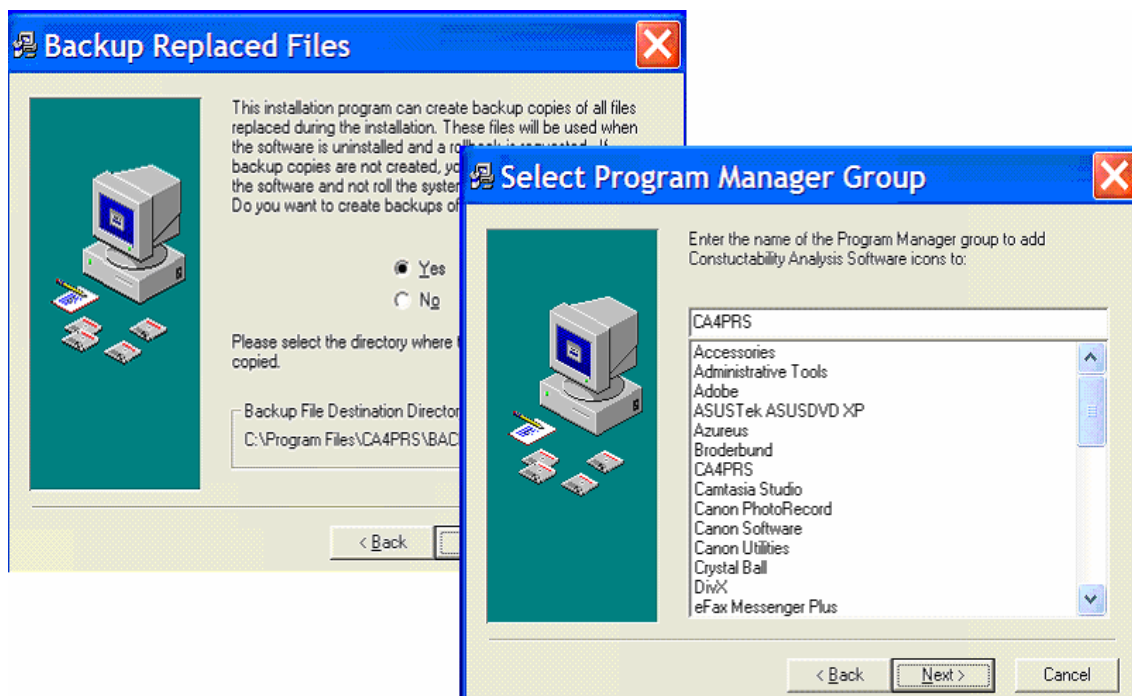 Backup Replaced Files
This installation program can create backup copies of all files
replaced during the installation. These files will be used when
the software is uninstalled and a rollback is requested. If
backup copies are not created, yo
the software and not roll the system
Do you want to create backups of
Yes
No
Please select the directory where t
copied.
Backup File Destination Director
C:\Program Files\CA4PRS\BAC
< Back
Select Program Manager Group
Enter the name of the Program Manager group to add
Constuctability Analysis Software icons to:
CA4PRS
Accessories
Administrative Tools
Adobe
ASUSTek ASUSDVD XP
Azureus
Broderbund
CA4PRS
Camtasia Studio
Canon PhotoRecord
Canon Software
Canon Utilities
Crystal Ball
DivX
eFax Messenger Plus
< Back
Next >
Cancel